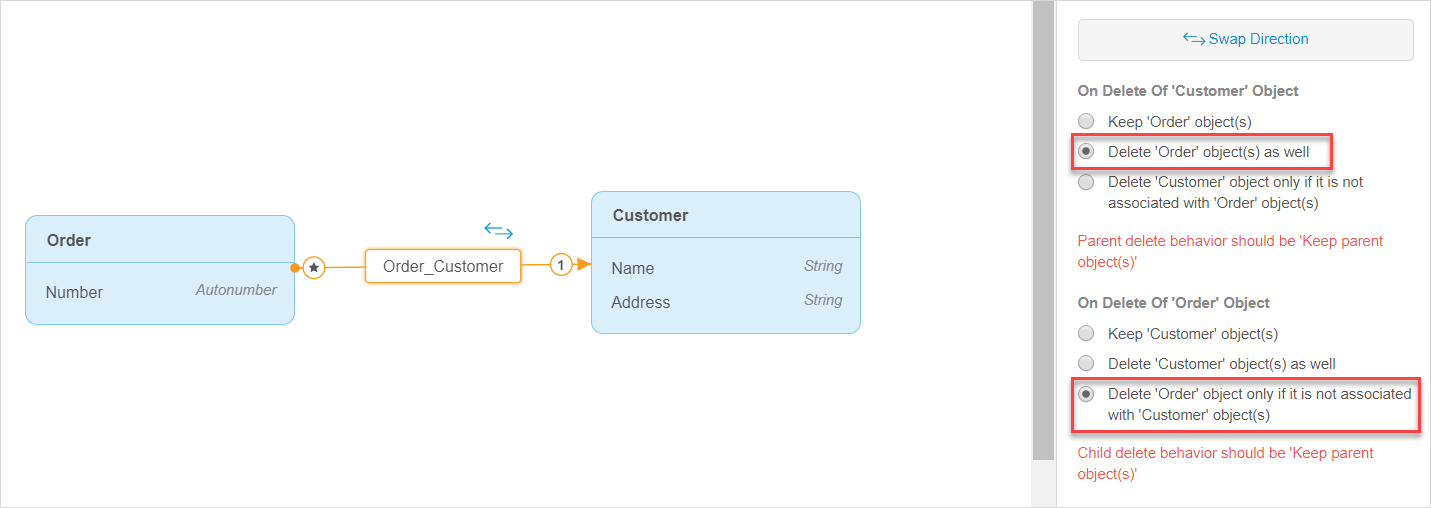 Order
Number
Autonumber
Order_Customer
1
Customer
Name
String
Address
String
Swap Direction
On Delete Of 'Customer' Object
Keep 'Order' object(s)
Delete 'Order' object(s) as well
Delete 'Customer' object only if it is not
associated with 'Order' object(s)
Parent delete behavior should be 'Keep parent
object(s)'
On Delete Of 'Order' Object
Keep 'Customer' object(s)
Delete 'Customer' object(s) as well
Delete 'Order' object only if it is not associated
with 'Customer' object(s)
Child delete behavior should be 'Keep parent
object(s)'